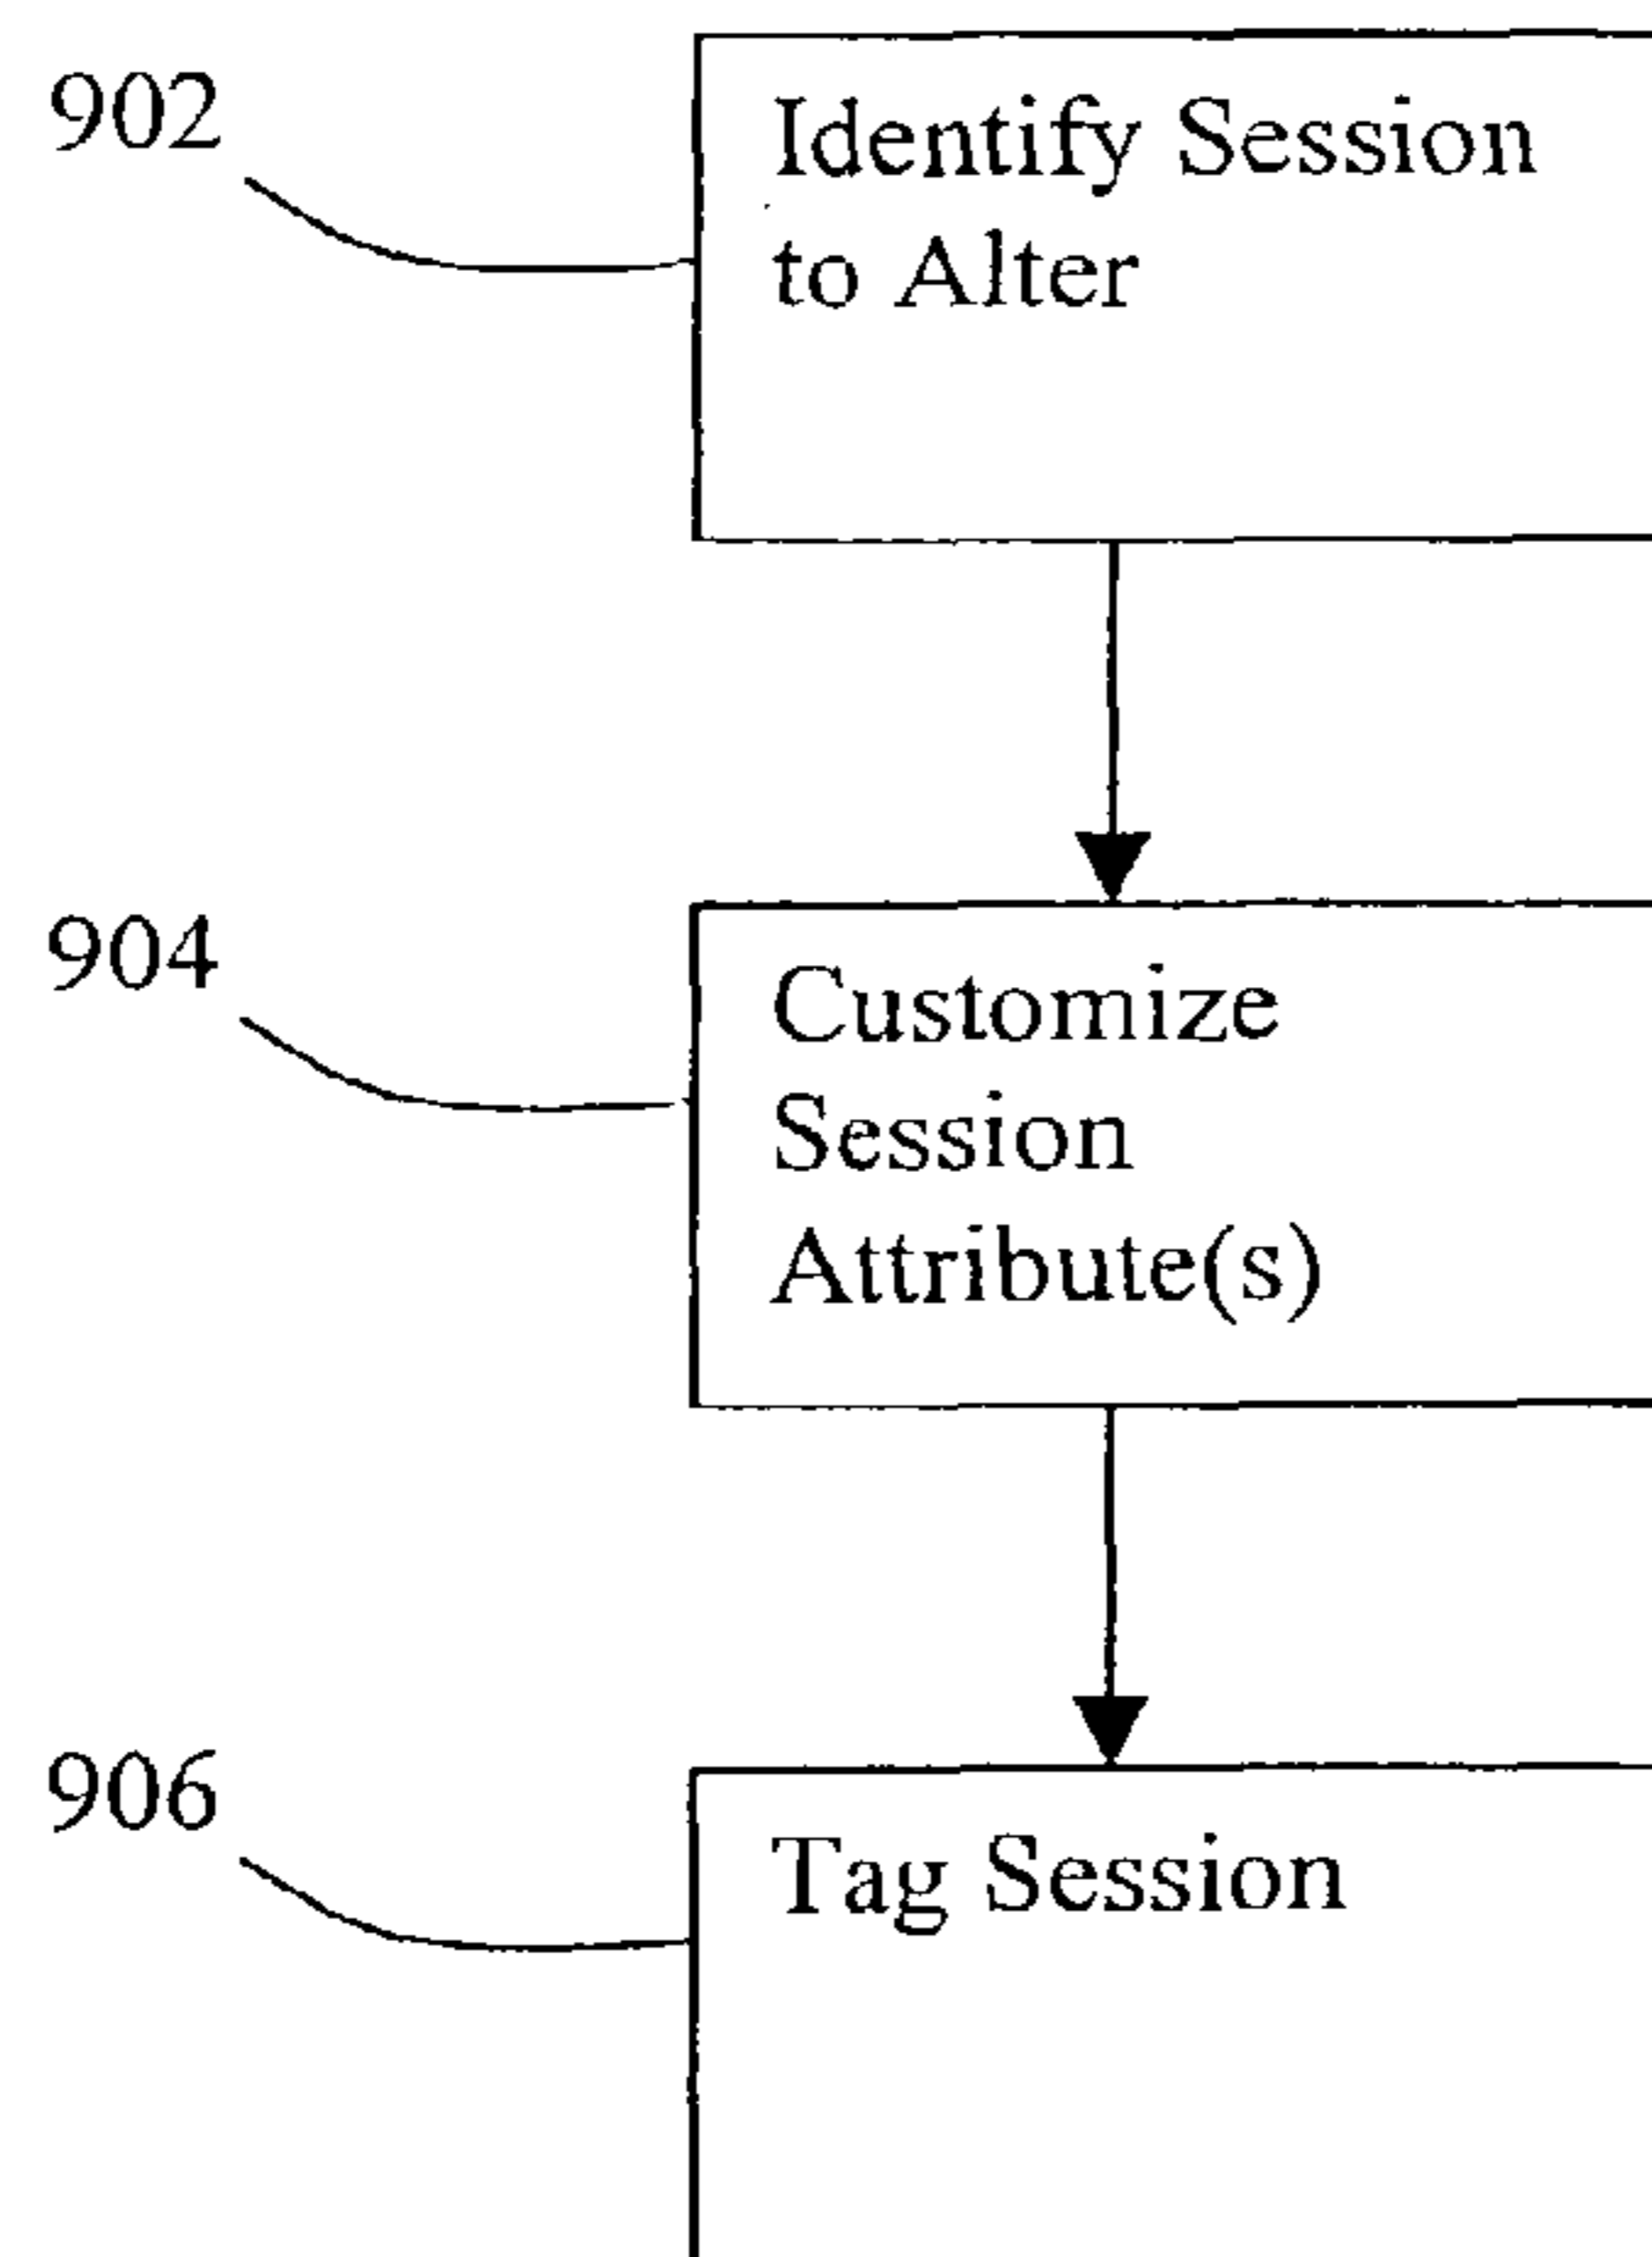 902
Identify Session
to Alter
904
Customize
Session
Attribute(s)
906
Tag Session